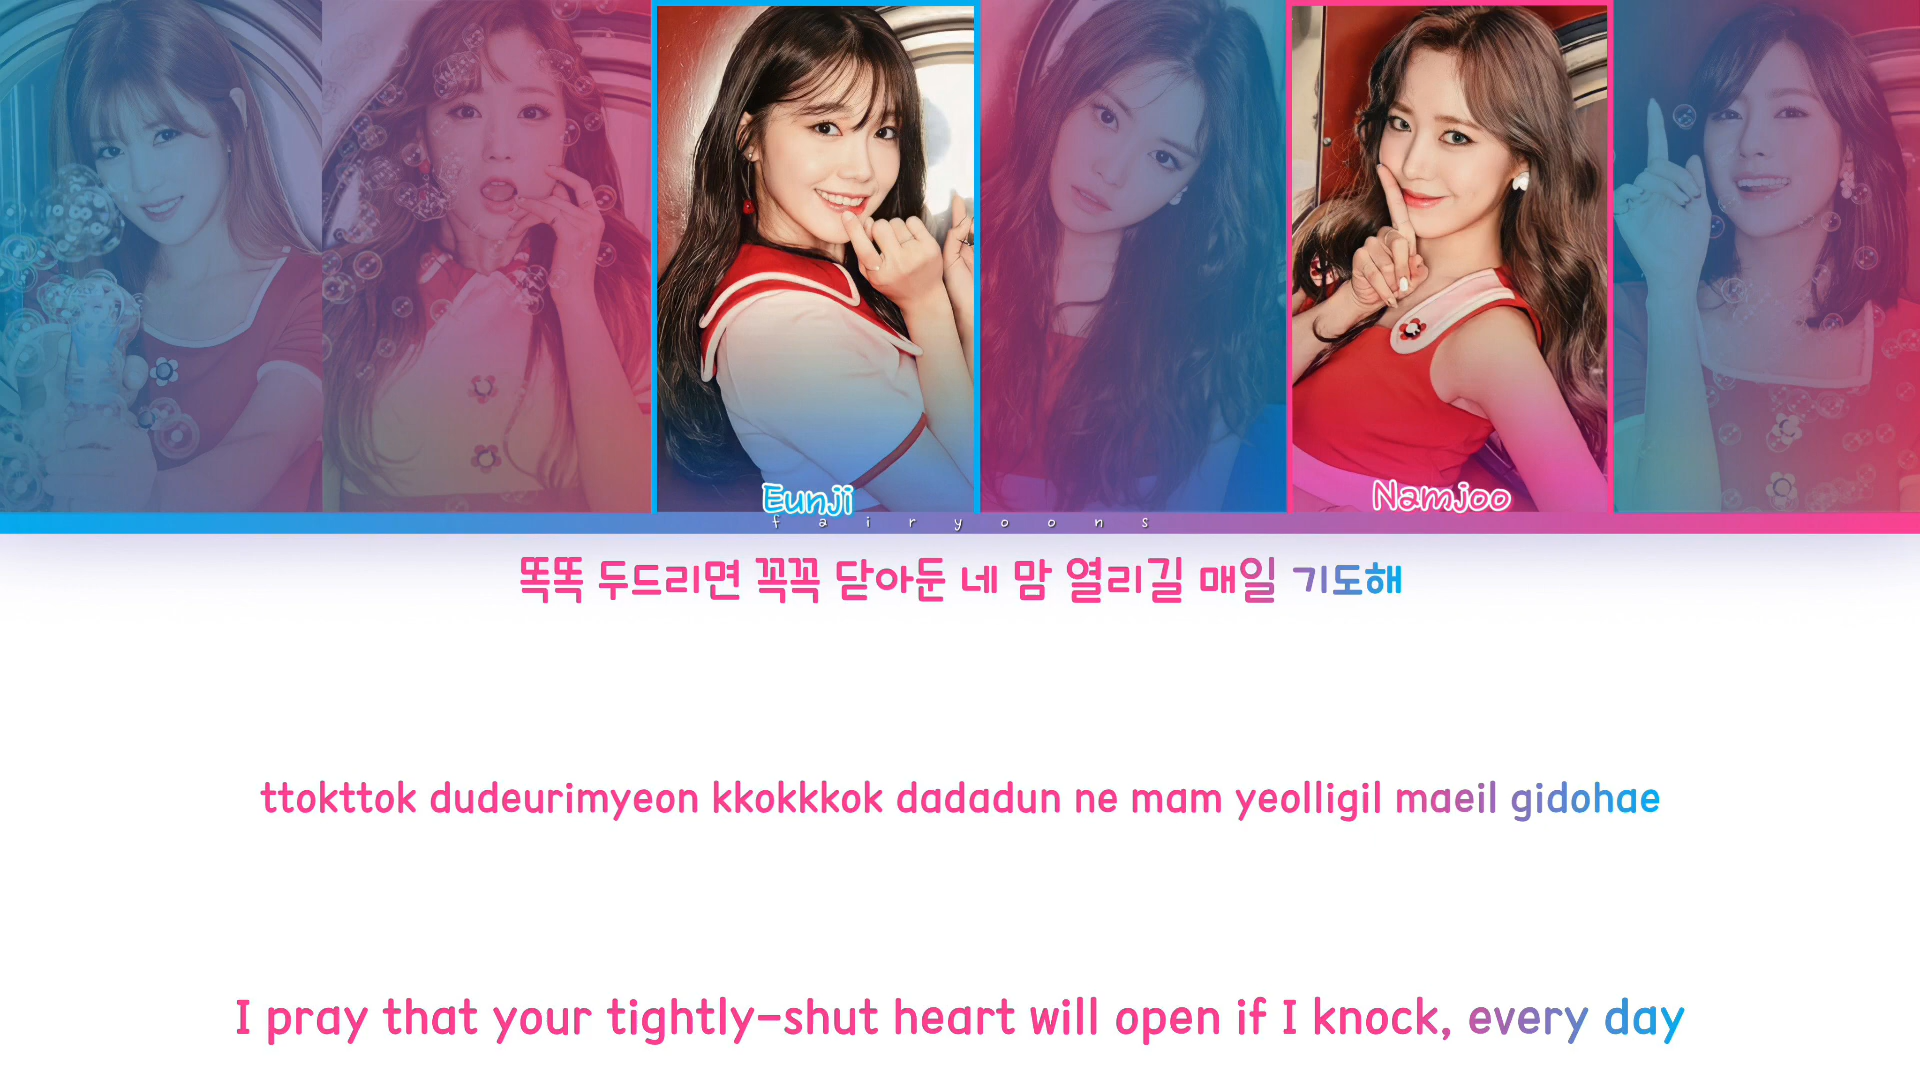 Eunji
Namjoo
fairyoons
똑똑 두드리면 꼭꼭 닫아둔 네 맘 열리길 매일 기도해
ttokttok dudeurimyeon kkokkkok dadadun ne mam yeolligil maeil gidohae
I pray that your tightly-shut heart will open if I knock, every day